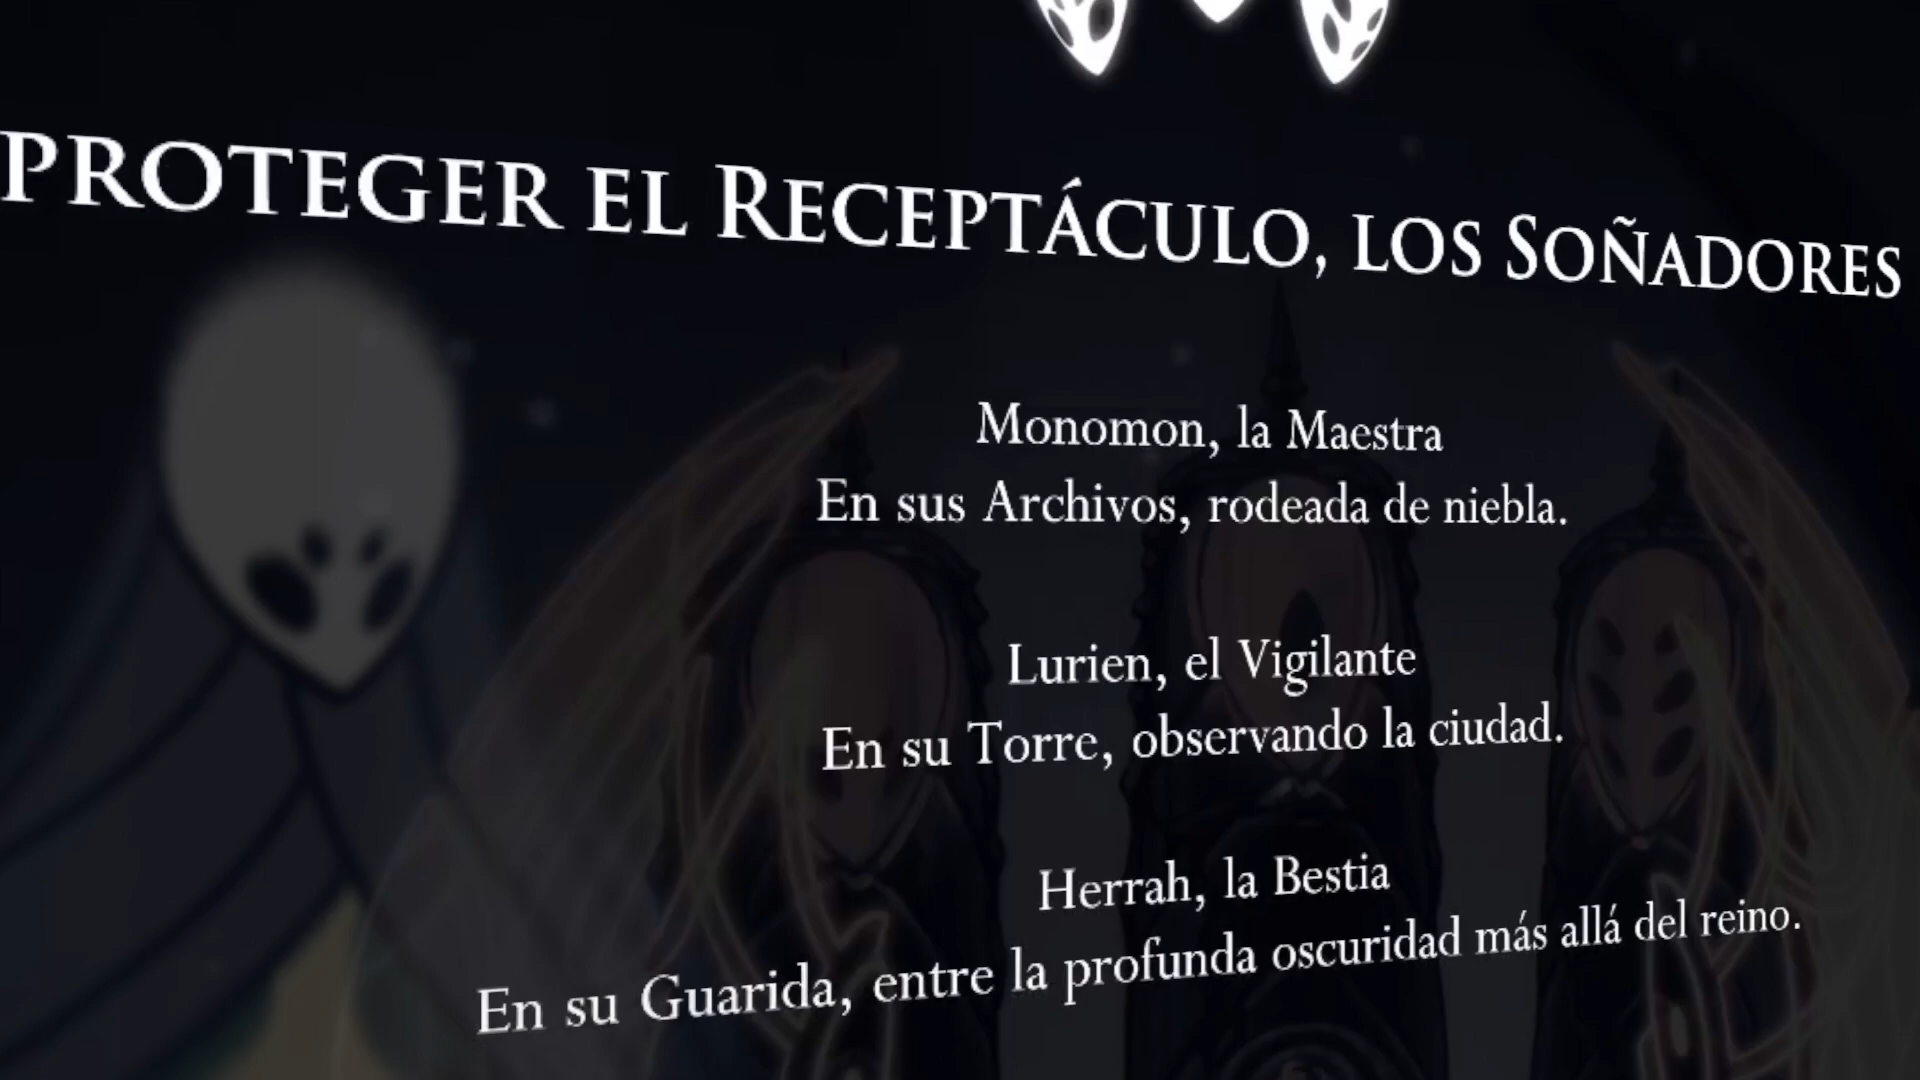 PROTEGER EL RECEPTÁCULO, LOS SOÑADORES
Monomon, la Maestra
En sus Archivos, rodeada de niebla.
Lurien, el Vigilante
En su Torre, observando la ciudad.
Herrah, la Bestia
En su Guarida, entre la profunda oscuridad más allá del reino.